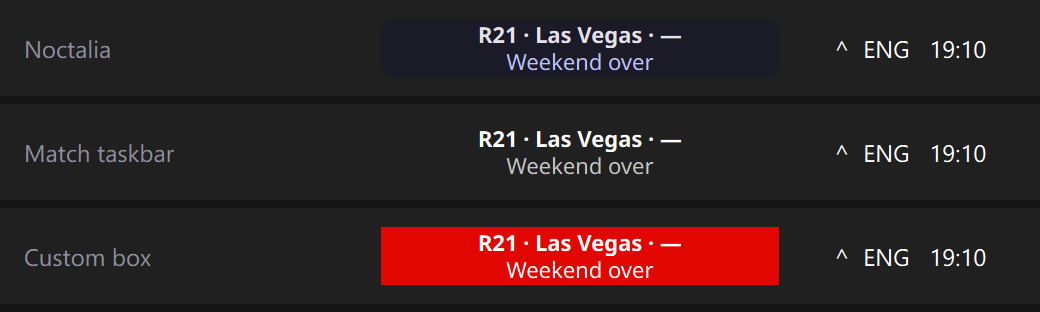 Noctalia
R21 · Las Vegas · —
Weekend over
^ ENG 19:10
Match taskbar
R21 · Las Vegas · —
Weekend over
^ ENG 19:10
Custom box
R21 · Las Vegas · —
Weekend over
^ ENG 19:10